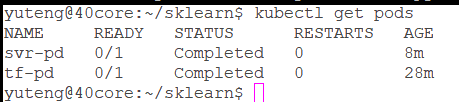 yuteng@40core:~/sklearn$ kubectl get pods
NAME READY STATUS RESTARTS AGE
svr-pd 0/1 Completed 0 8m
tf-pd 0/1 Completed 0 28m
yuteng@40core:~/sklearn$